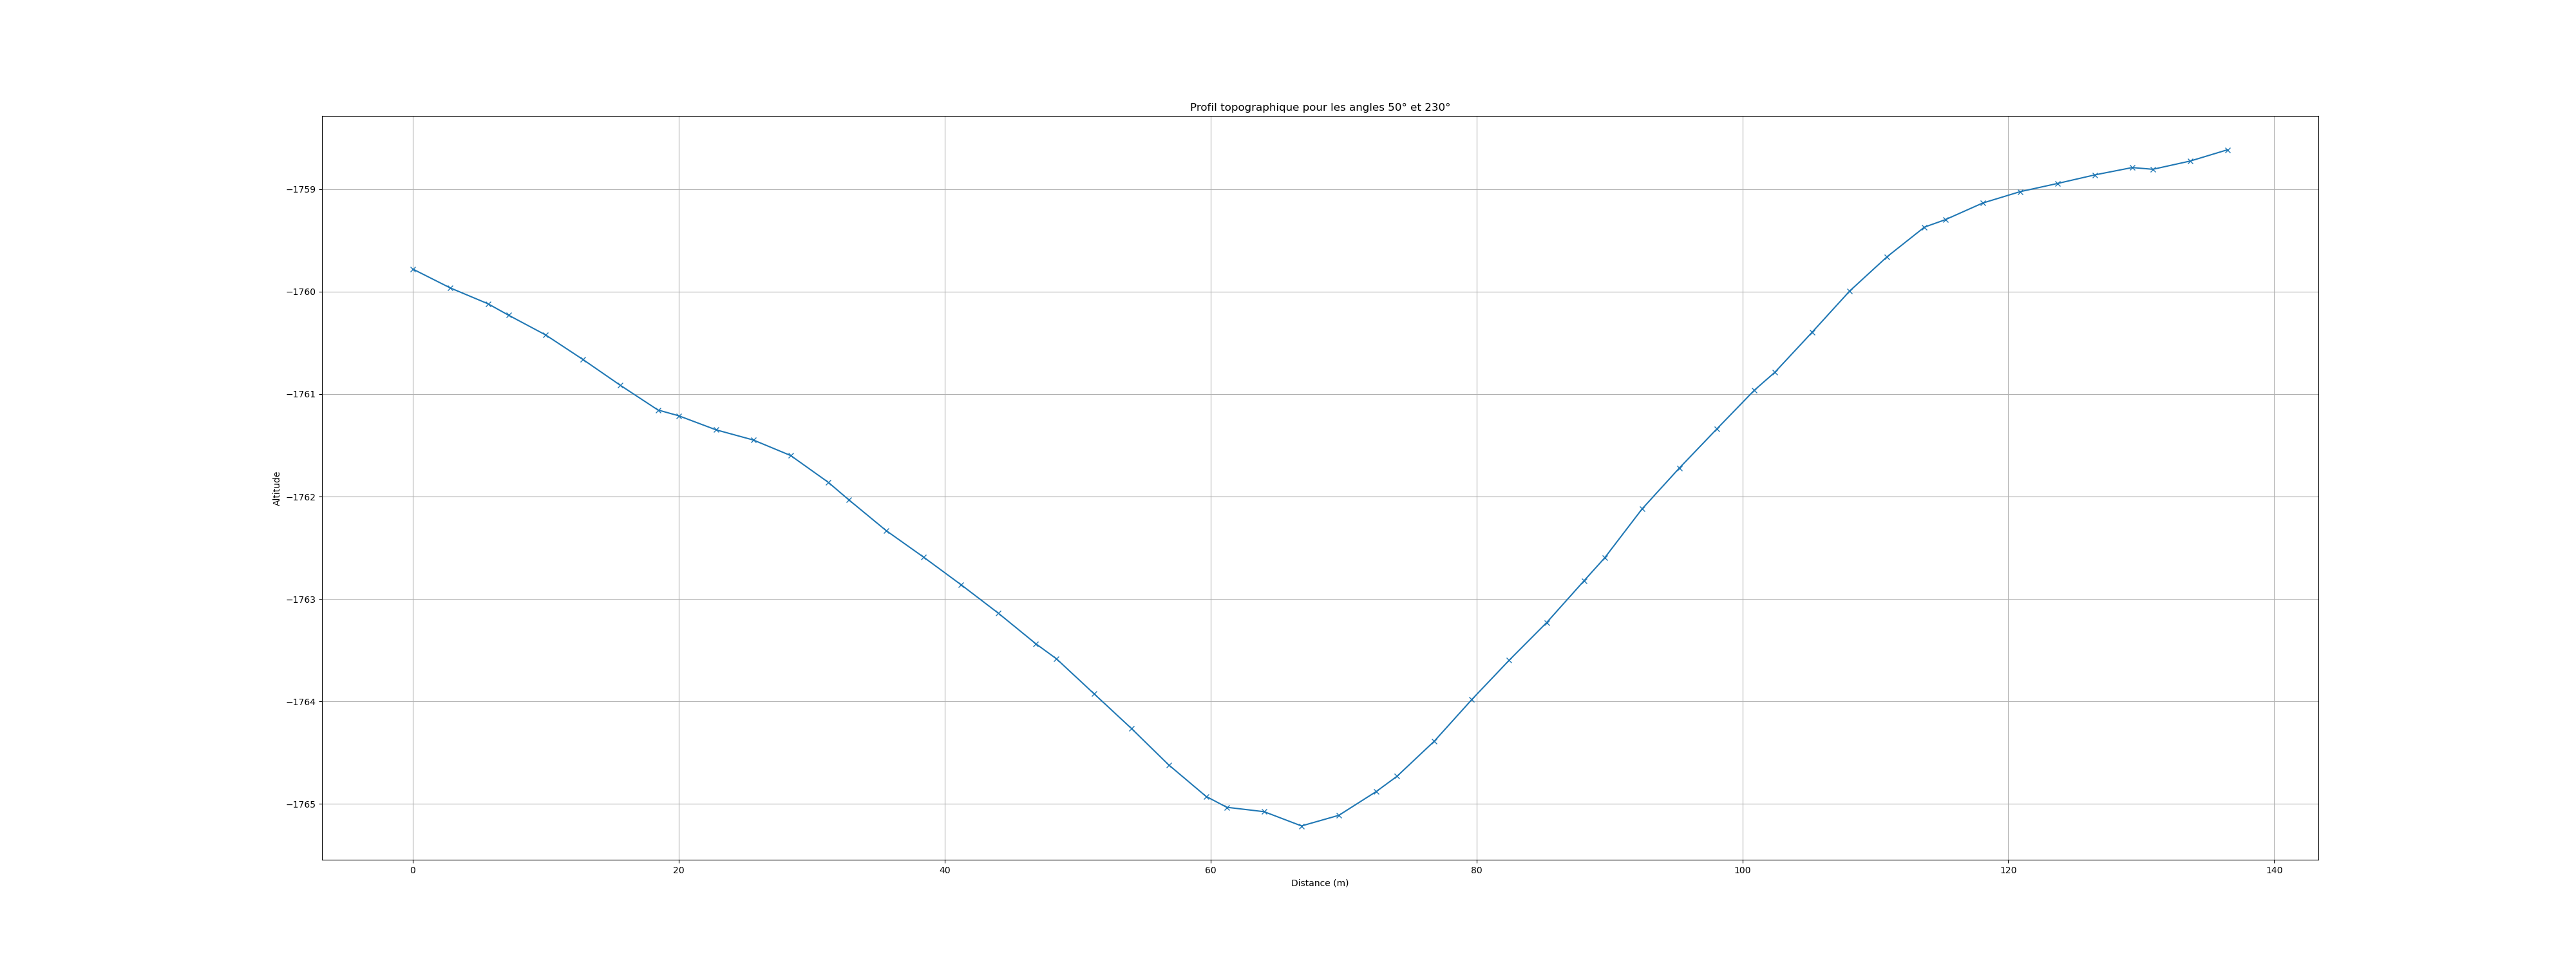 Profil topographique pour les angles 50° et 230°
Altitude
−1759
−1760
−1761
−1762
−1763
−1764
−1765
0 20 40 60 80 100 120 140
Distance (m)